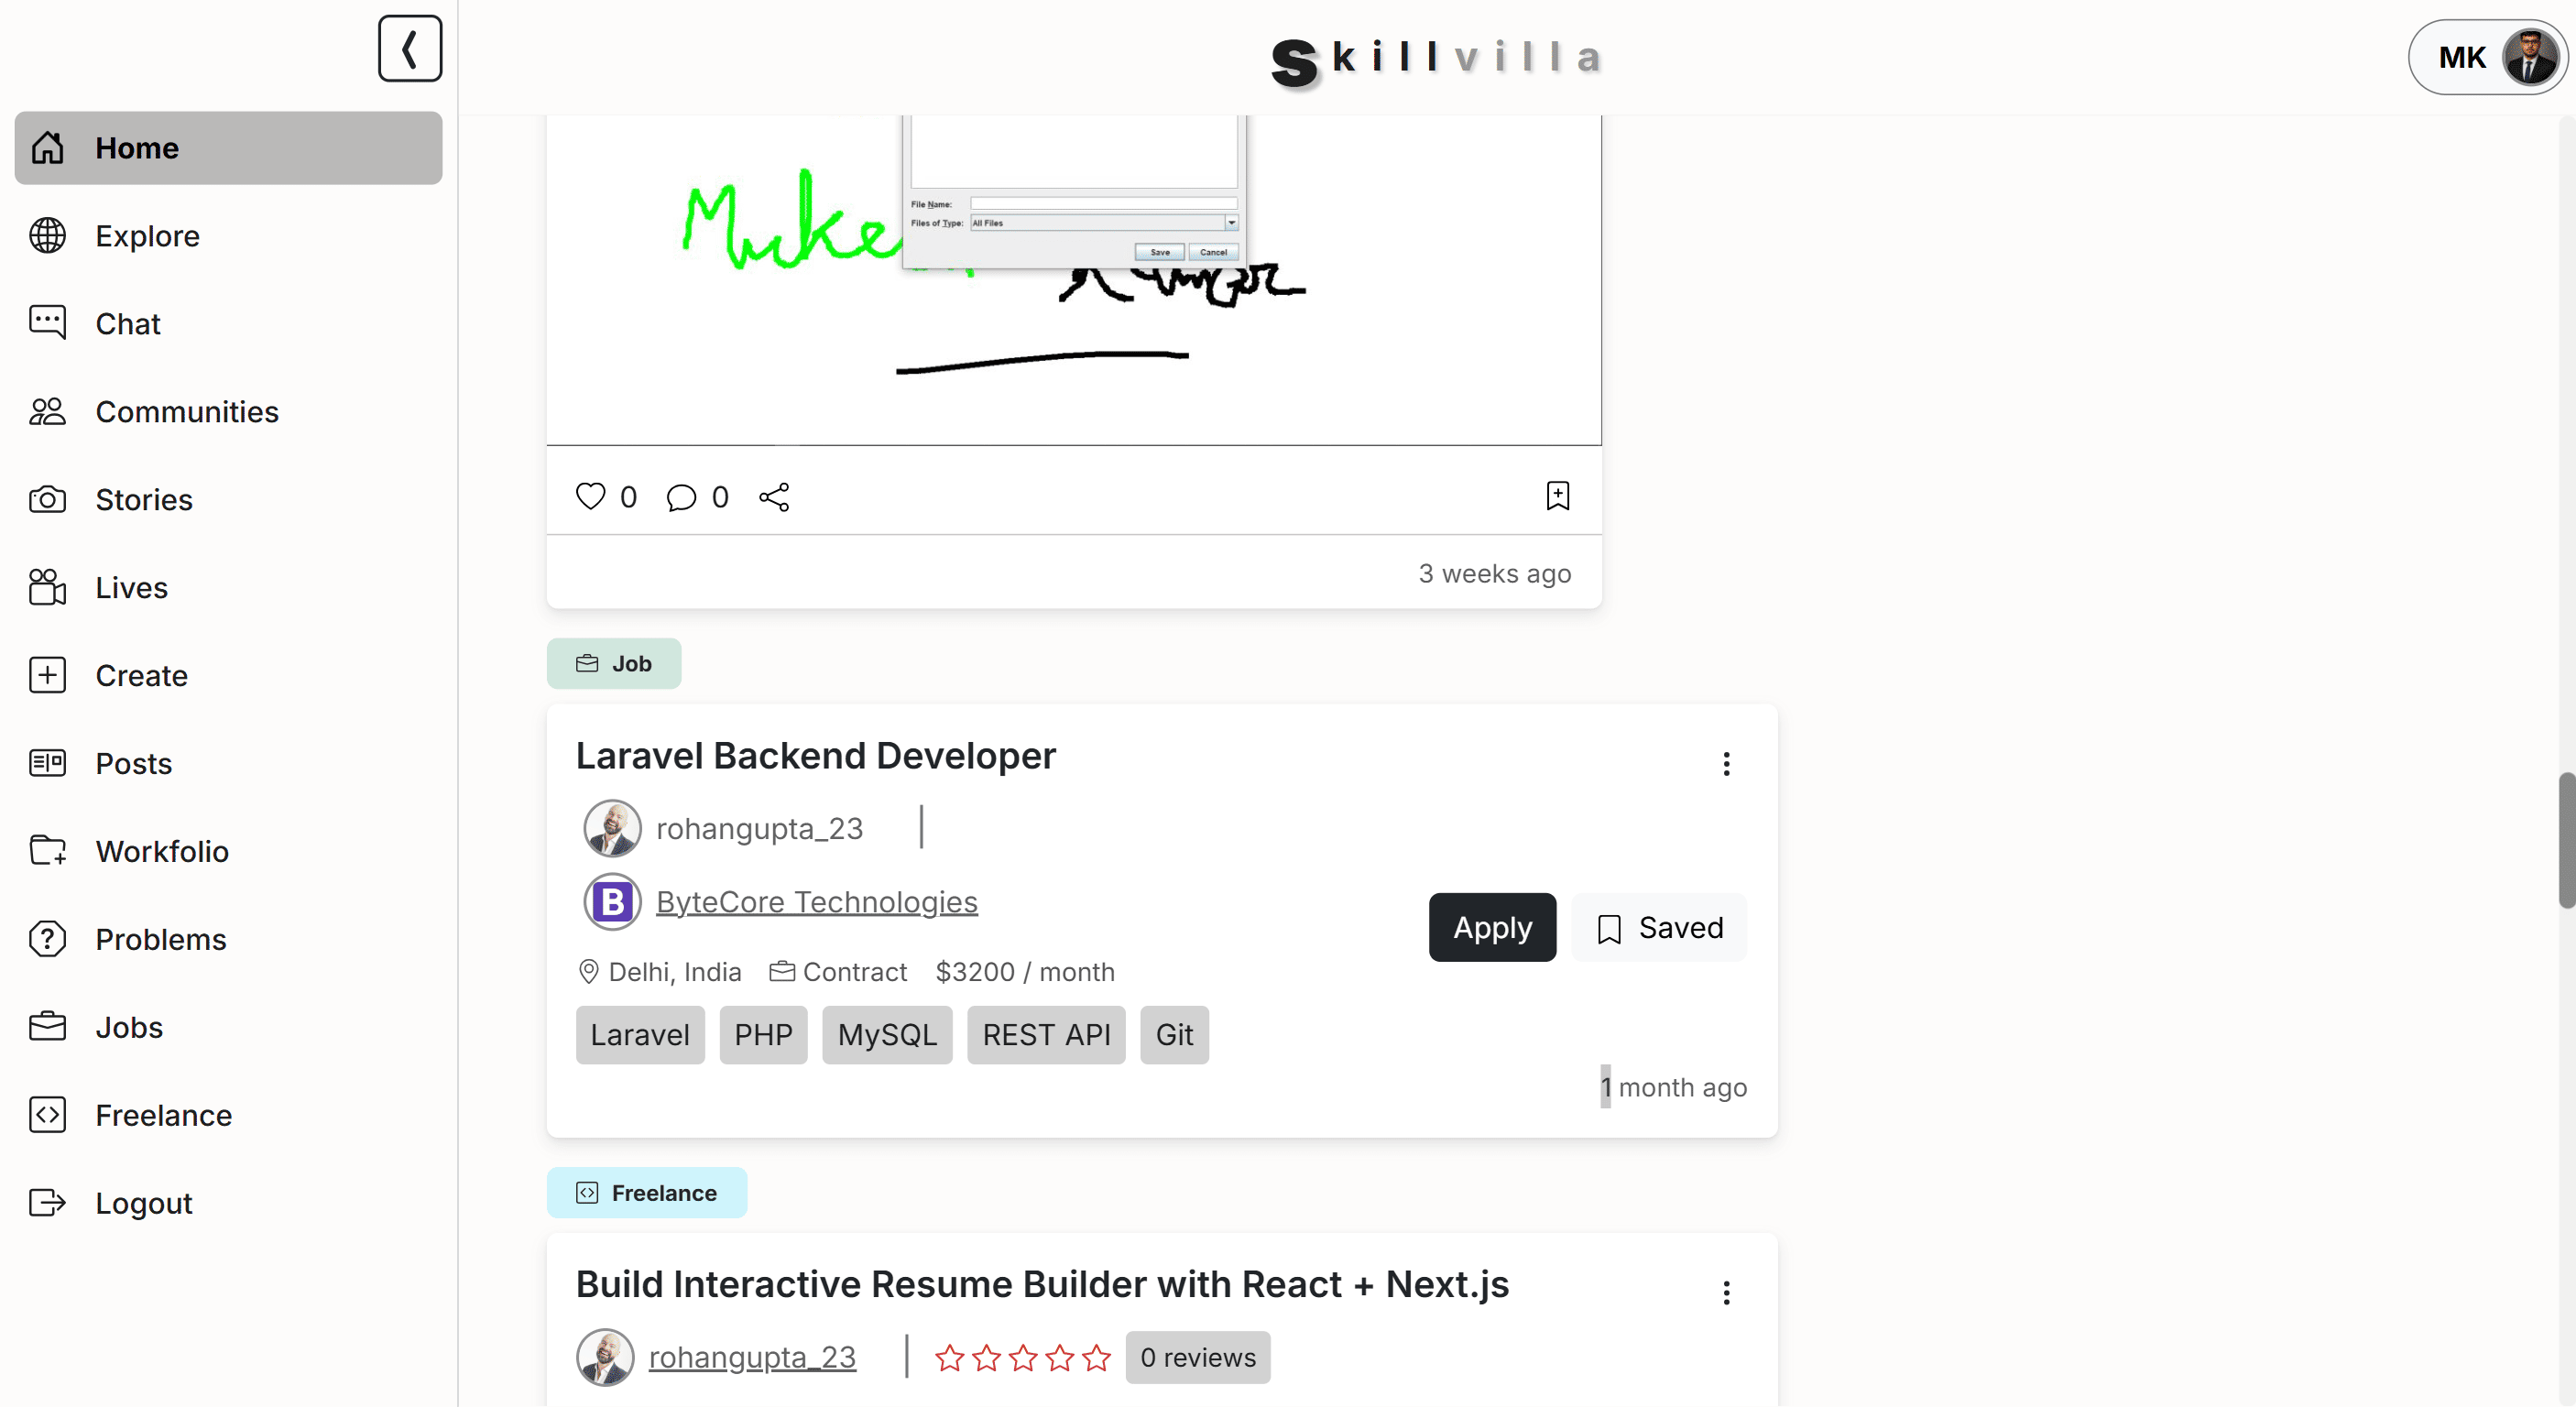 Skillvilla
MK
Home
Explore
Chat
Communities
Stories
Lives
Create
Posts
Workfolio
Problems
Jobs
Freelance
Logout
File Name:
Files of Type: All Files
Save Cancel
0 0
3 weeks ago
Job
Laravel Backend Developer
rohangupta_23
B ByteCore Technologies
Apply Saved
Delhi, India Contract $3200 / month
Laravel PHP MySQL REST API Git
1 month ago
Freelance
Build Interactive Resume Builder with React + Next.js
rohangupta_23 0 reviews